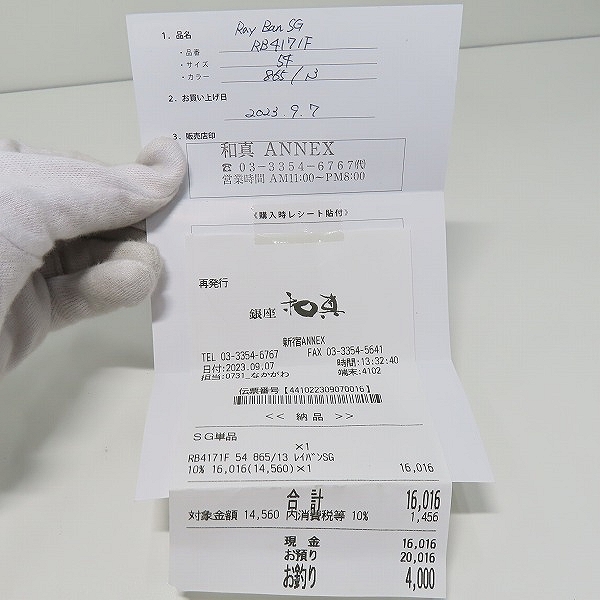 1. 品名 Ray Ban SG
・品番 RB4171F
・サイズ 54
・カラー 865/13
2. お買い上げ日
2023.9.7
3. 販売店印
和真 ANNEX
☎ 03-3354-6767㈹
営業時間 AM11:00~PM8:00
《購入時レシート貼付》
再発行
銀座 和真
新宿ANNEX
TEL 03-3354-6767 FAX 03-3354-5641
日付:2023.09.07 時間:13:32:40
担当:0731_なかがわ 端末:4102
伝票番号【441022309070016】
<< 納品 >>
SG単品
×1
RB4171F 54 865/13 ﾚｲﾊﾞﾝSG
10% 16,016(14,560)×1 16,016
合計 16,016
対象金額 14,560 内消費税等 10% 1,456
現金 16,016
お預り 20,016
お釣り 4,000